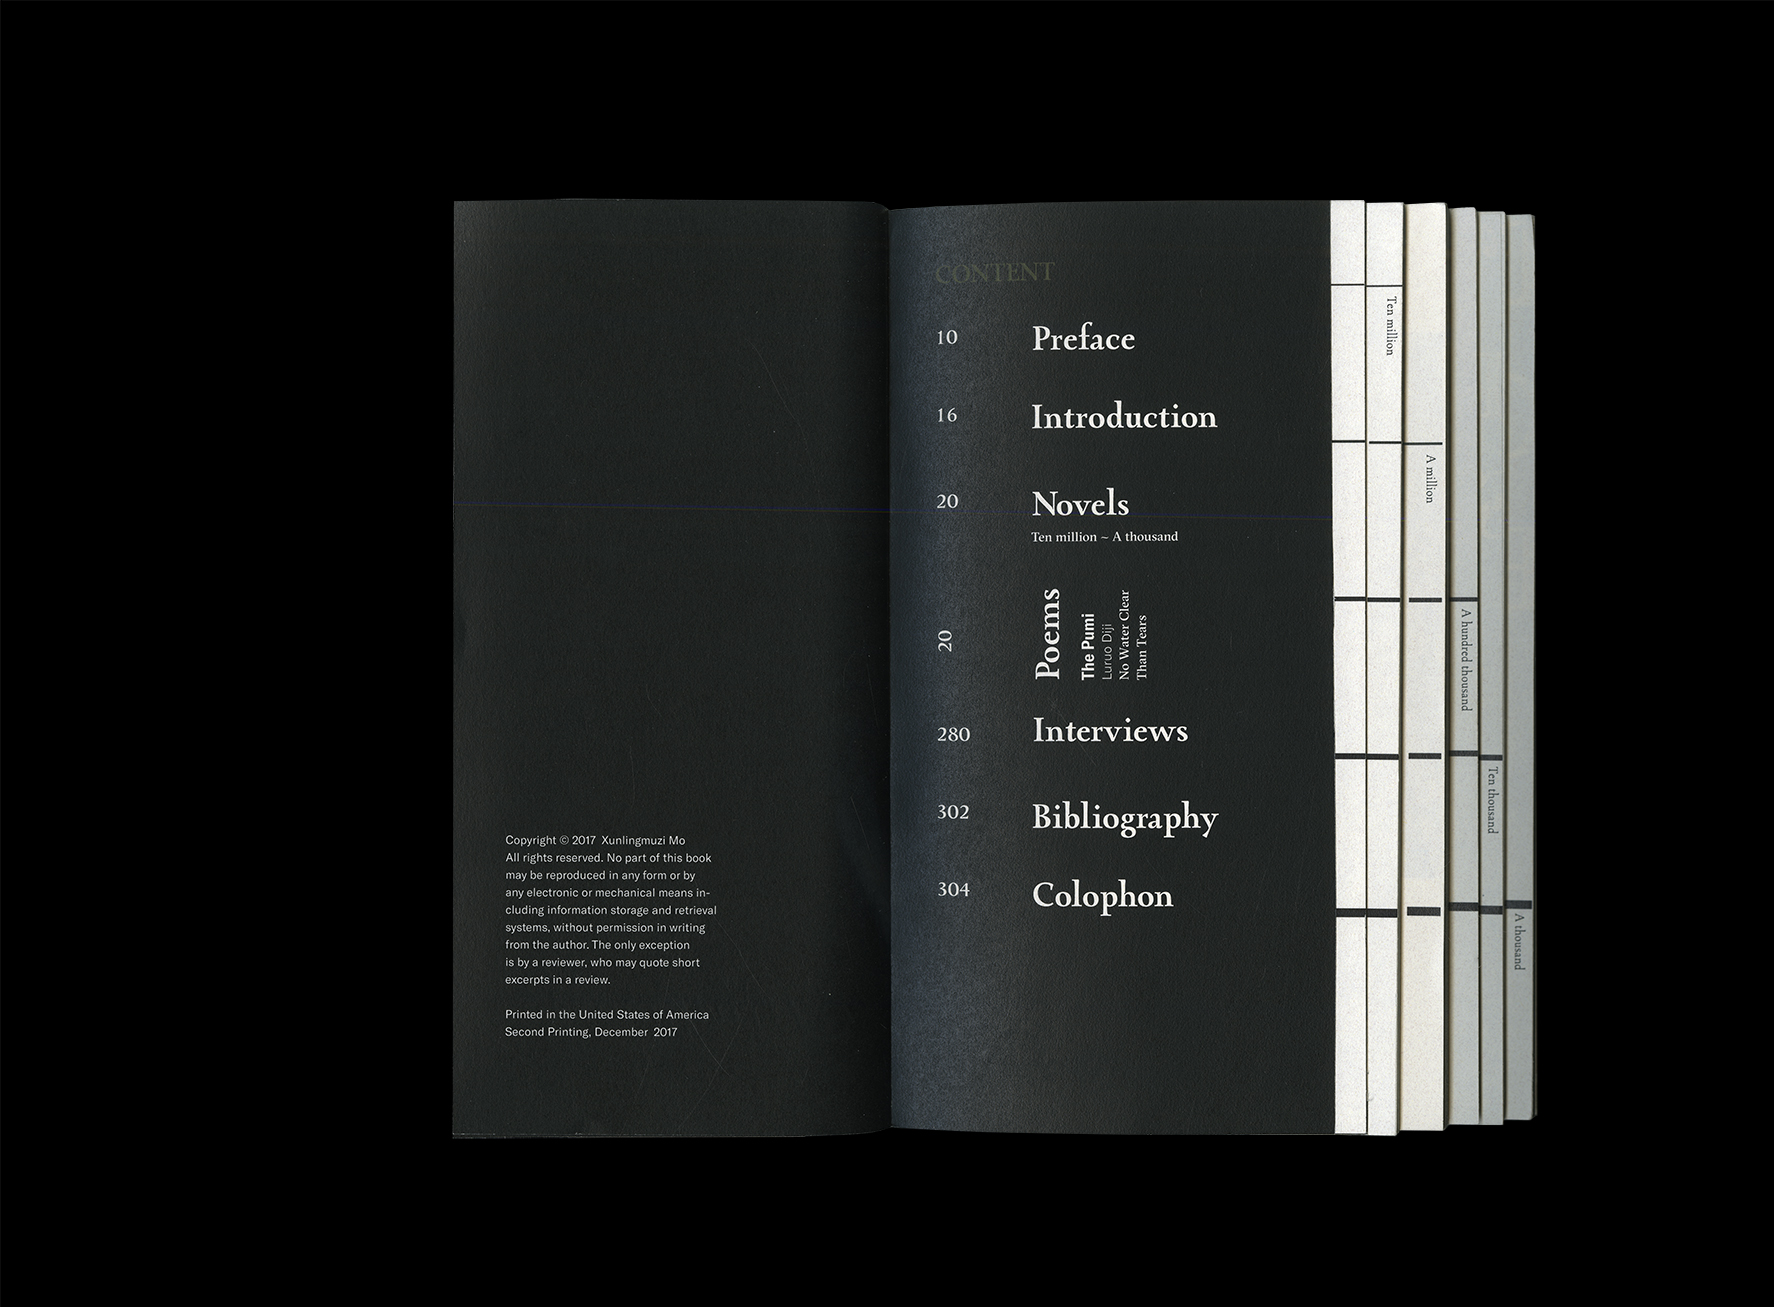 Copyright © 2017 Xunlingmuzi Mo
All rights reserved. No part of this book
may be reproduced in any form or by
any electronic or mechanical means in-
cluding information storage and retrieval
systems, without permission in writing
from the author. The only exception
is by a reviewer, who may quote short
excerpts in a review.
Printed in the United States of America
Second Printing, December 2017
CONTENT
10 Preface
16 Introduction
20 Novels
Ten million ~ A thousand
20 Poems
The Pumi
Luruo Diji
No Water Clear
Than Tears
280 Interviews
302 Bibliography
304 Colophon
Ten million
A million
A hundred thousand
Ten thousand
A thousand